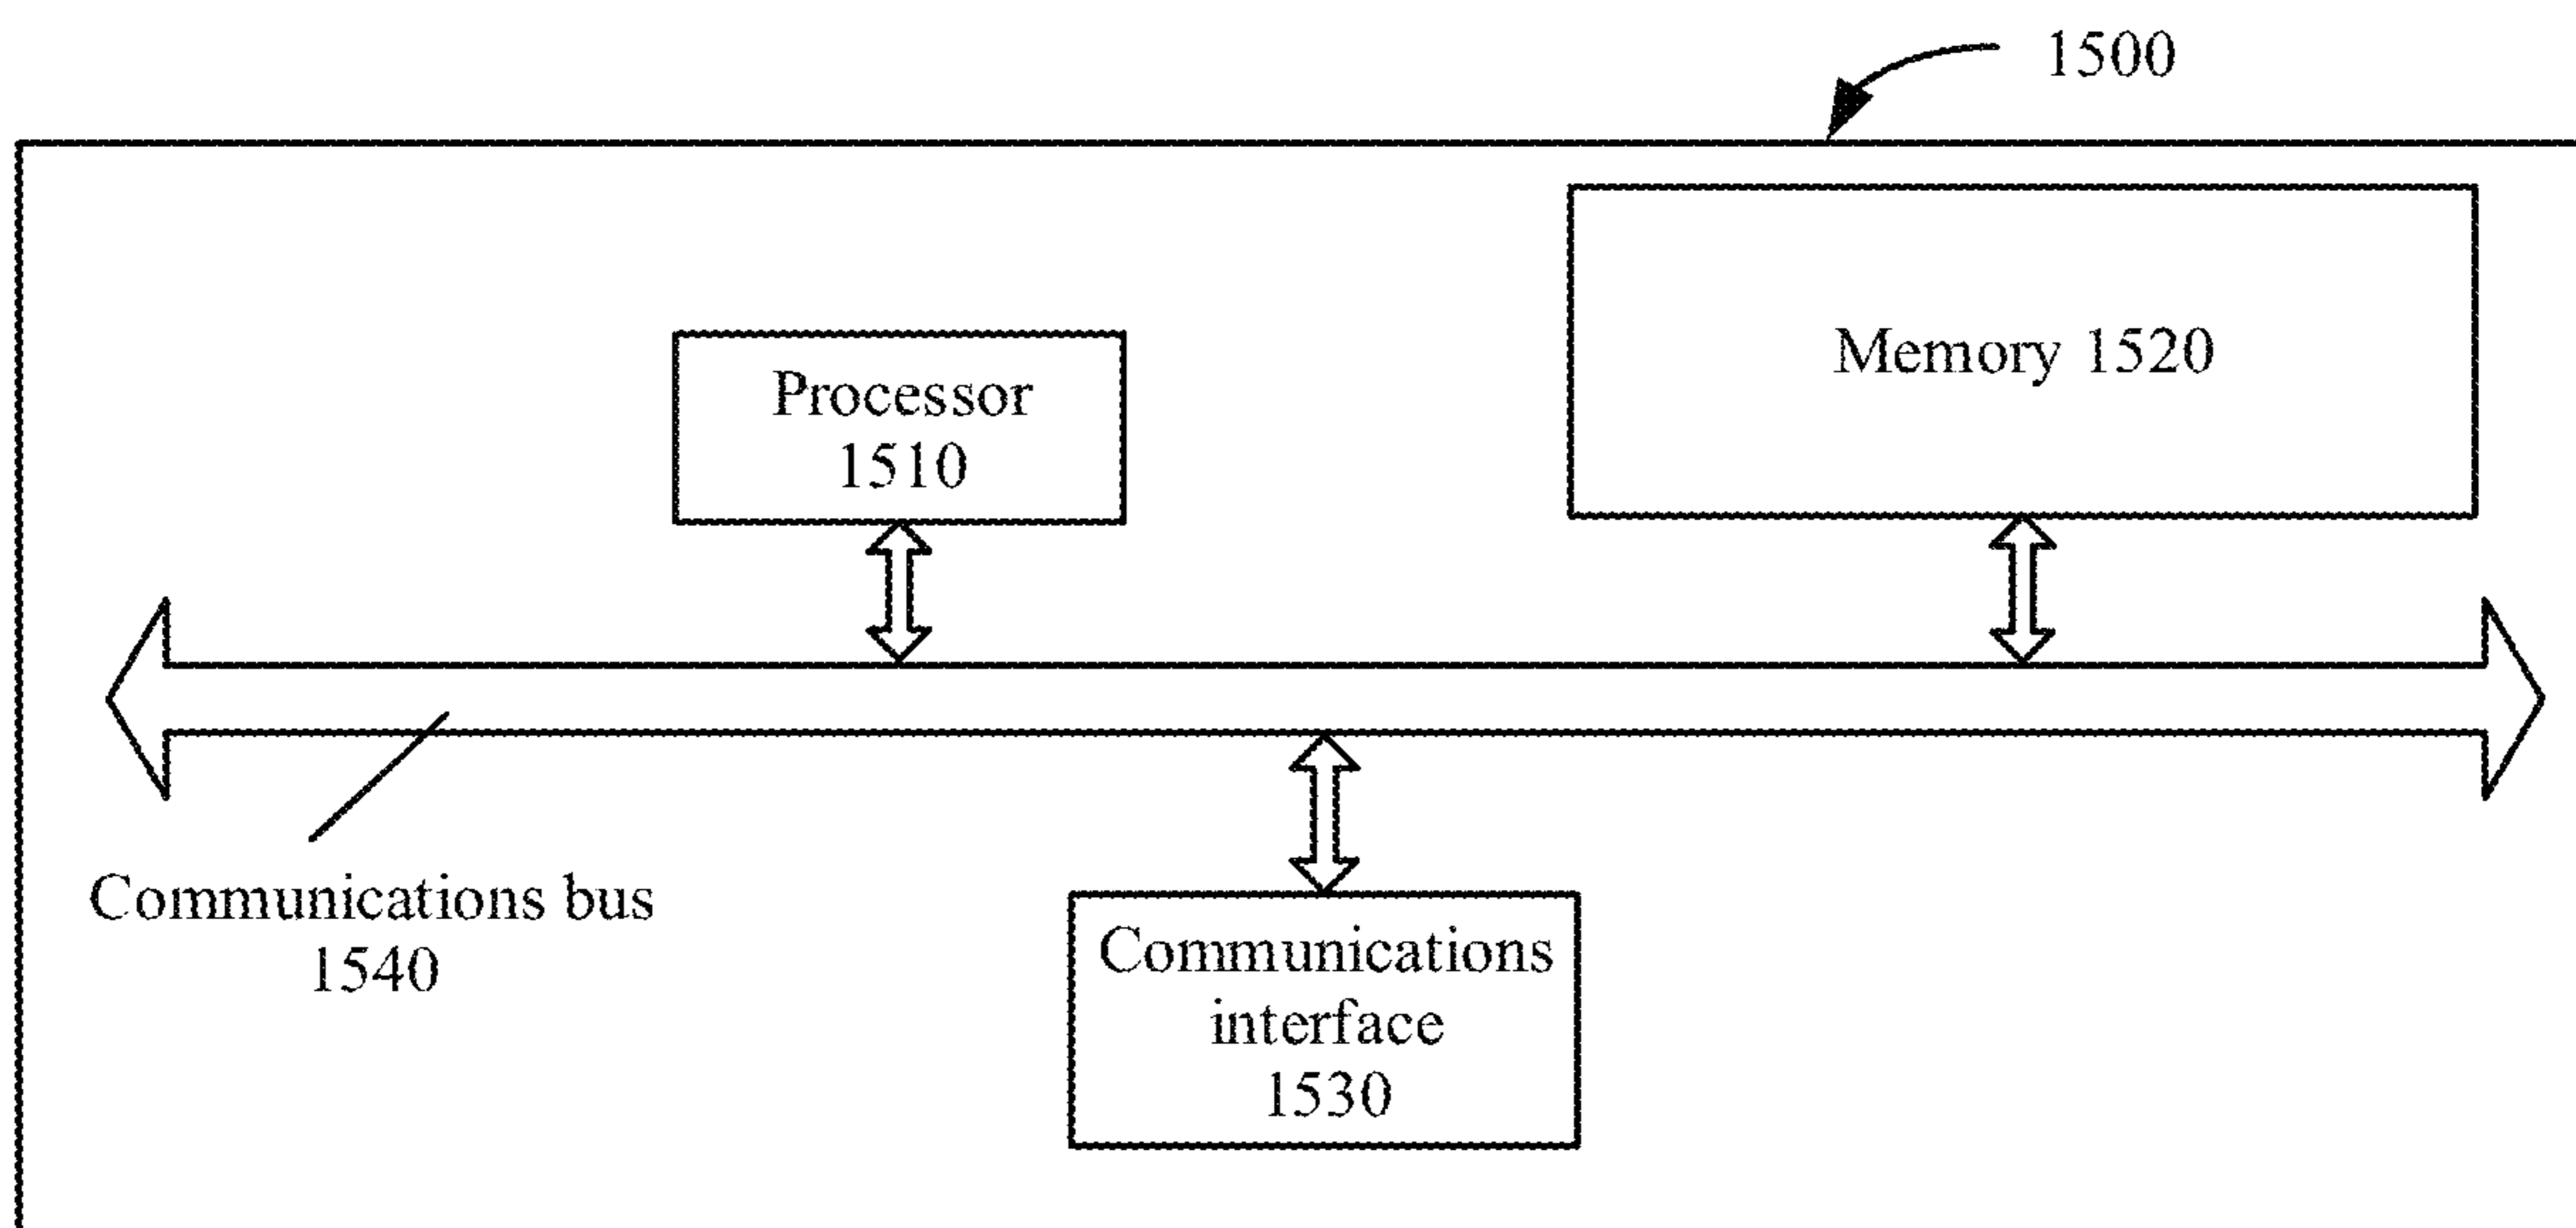 1500
Memory 1520
Processor
1510
Communications bus
1540
Communications
interface
1530